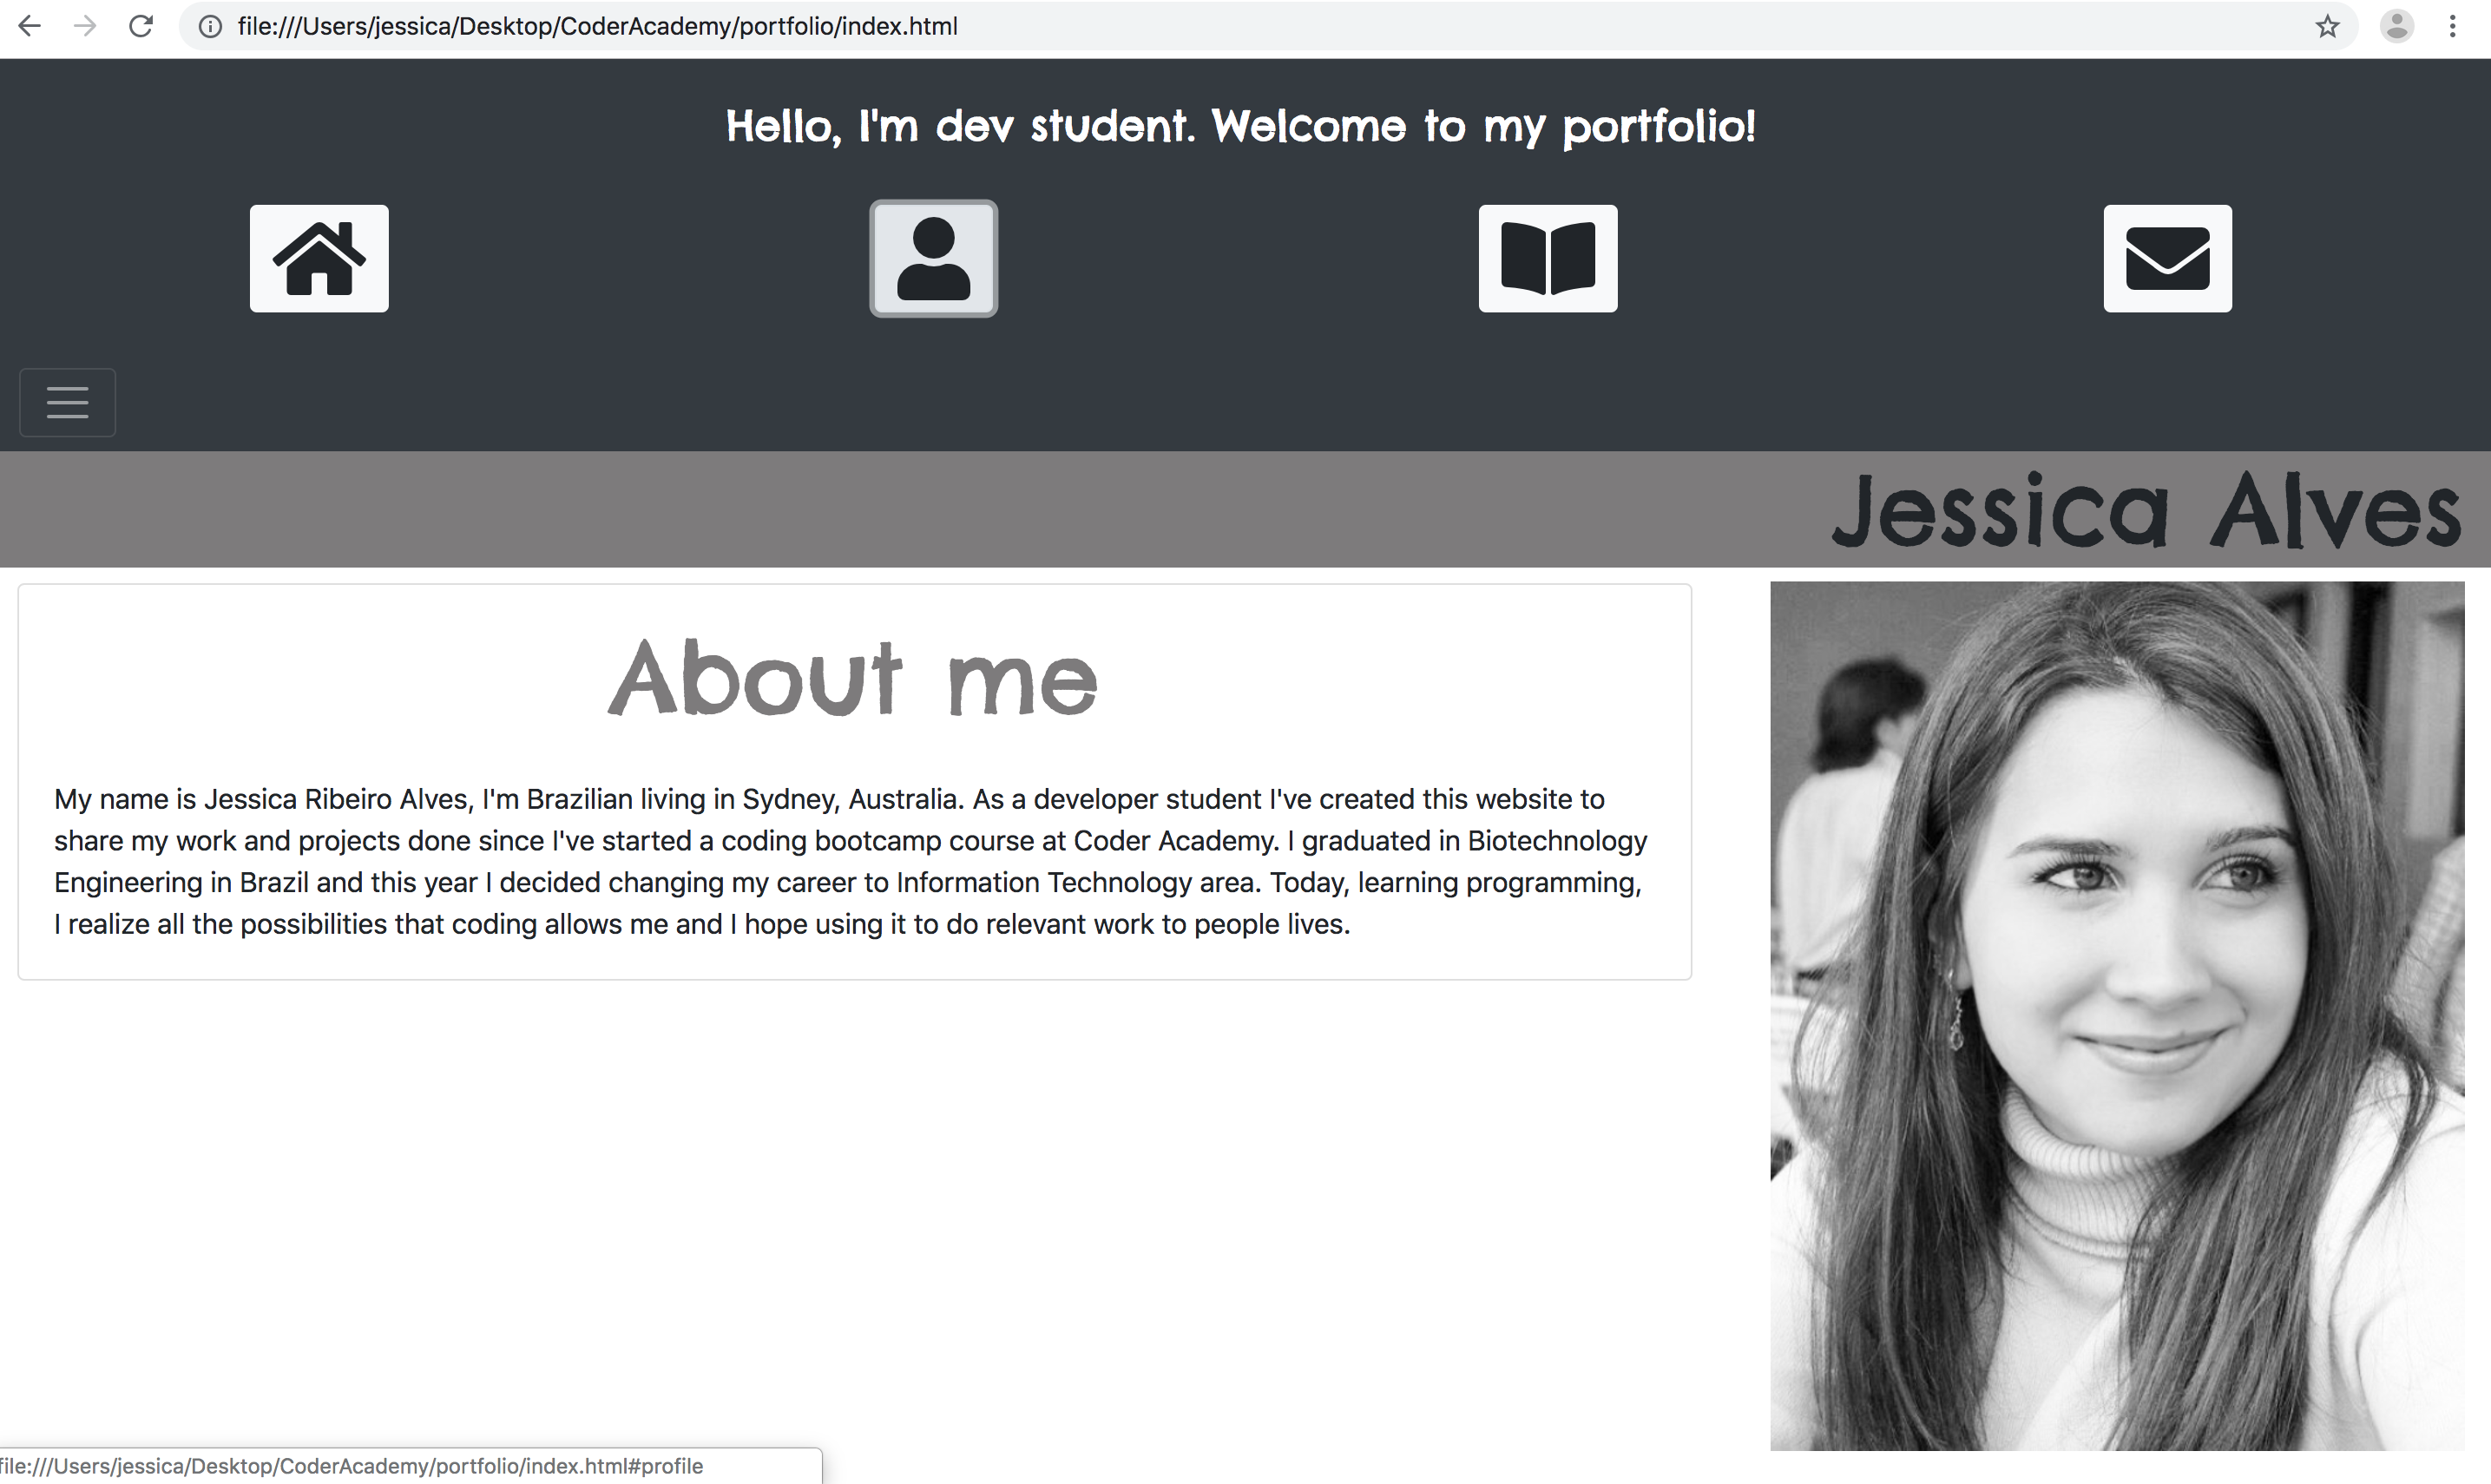 file:///Users/jessica/Desktop/CoderAcademy/portfolio/index.html
Hello, I'm dev student. Welcome to my portfolio!
Jessica Alves
About me
My name is Jessica Ribeiro Alves, I'm Brazilian living in Sydney, Australia. As a developer student I've created this website to
share my work and projects done since I've started a coding bootcamp course at Coder Academy. I graduated in Biotechnology
Engineering in Brazil and this year I decided changing my career to Information Technology area. Today, learning programming,
I realize all the possibilities that coding allows me and I hope using it to do relevant work to people lives.
file:///Users/jessica/Desktop/CoderAcademy/portfolio/index.html#profile